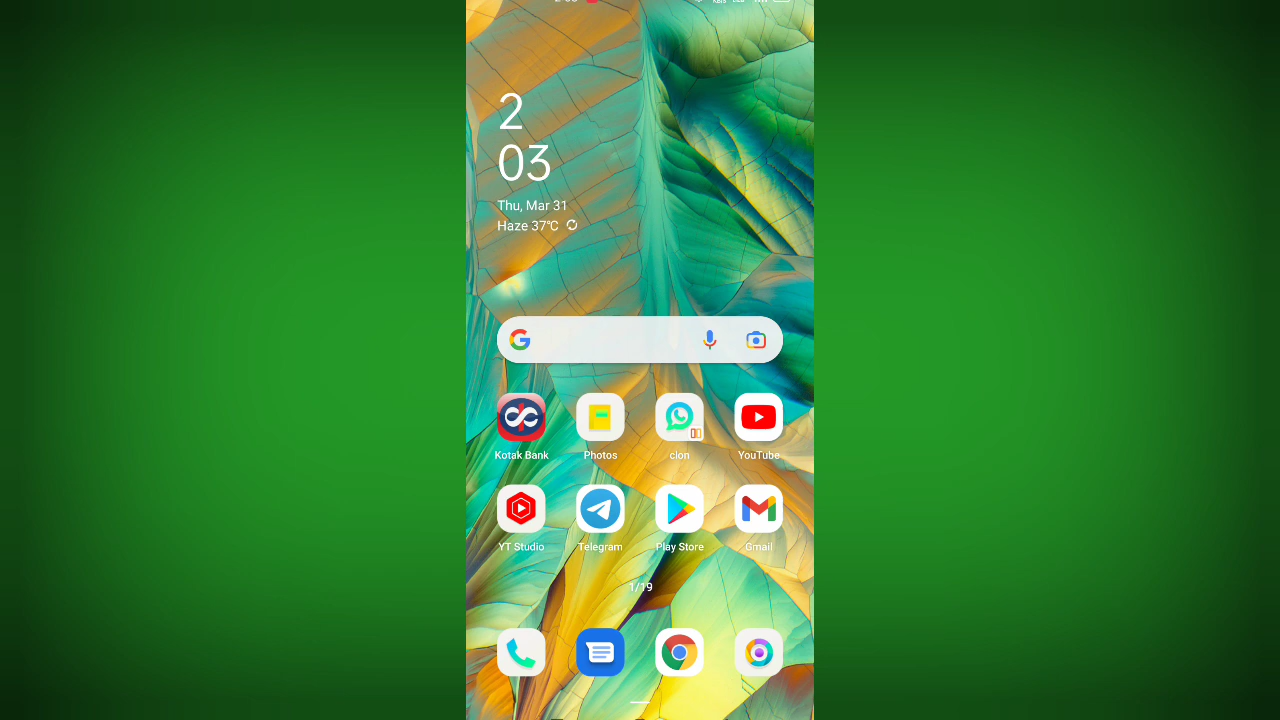 2
03
Thu, Mar 31
Haze 37°C
Kotak Bank
Photos
clon
YouTube
YT Studio
Telegram
Play Store
Gmail
1/19